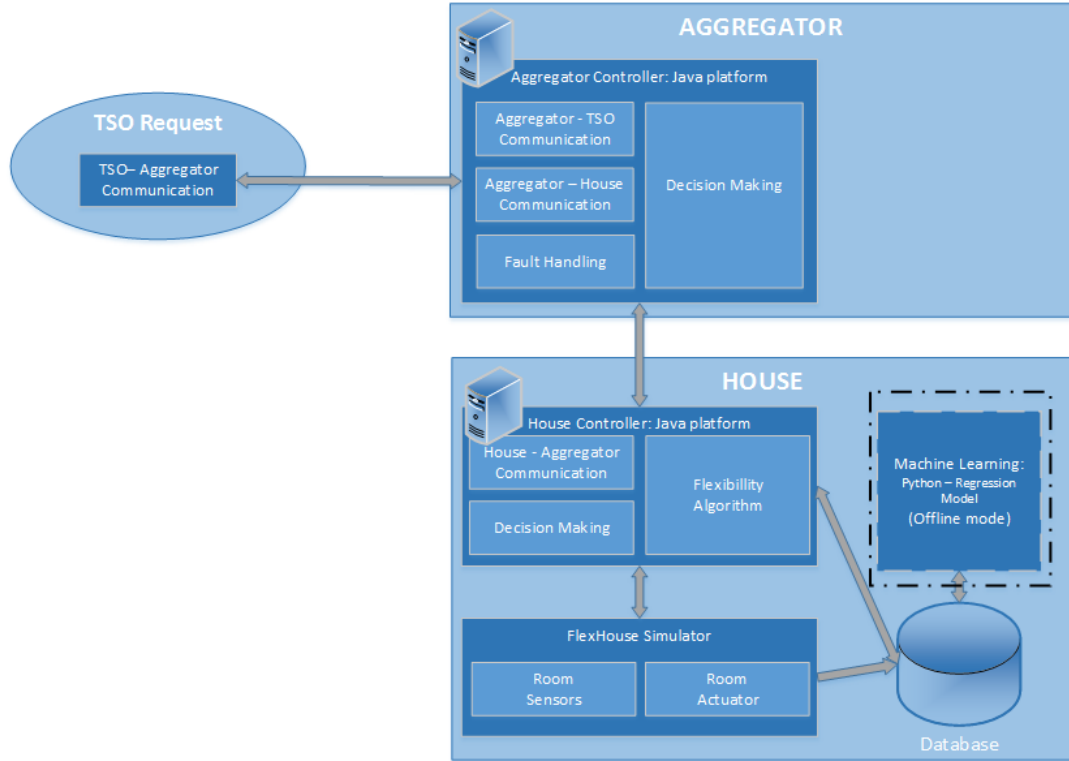 AGGREGATOR
Aggregator Controller: Java platform
Aggregator - TSO
Communication
Aggregator – House
Communication
Fault Handling
Decision Making
TSO Request
TSO– Aggregator
Communication
HOUSE
House Controller: Java platform
House - Aggregator
Communication
Decision Making
Flexibillity
Algorithm
Machine Learning:
Python – Regression
Model
(Offline mode)
FlexHouse Simulator
Room
Sensors
Room
Actuator
Database